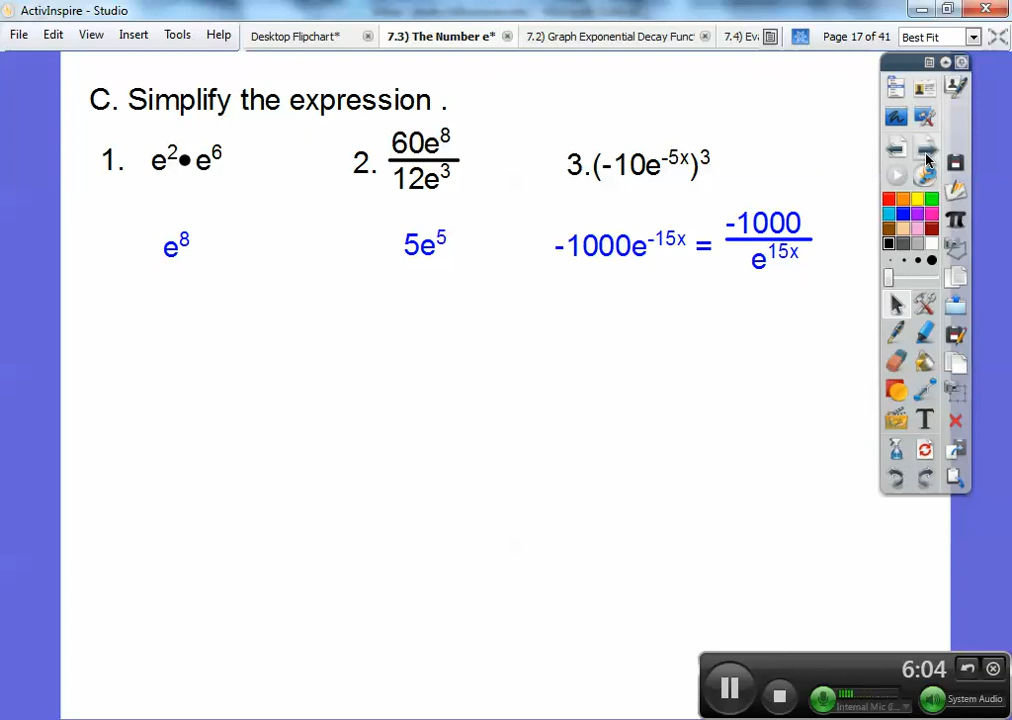 ActivInspire - Studio
File Edit View Insert Tools Help
Desktop Flipchart* 7.3) The Number e* 7.2) Graph Exponential Decay Func 7.4) Eva Page 17 of 41 Best Fit
C. Simplify the expression .
1. e²•e⁶
2. 60e⁸ / 12e³
3.(-10e⁻⁵ˣ)³
e⁸
5e⁵
-1000e⁻¹⁵ˣ = -1000 / e¹⁵ˣ
6:04
Internal Mic (I...
System Audio